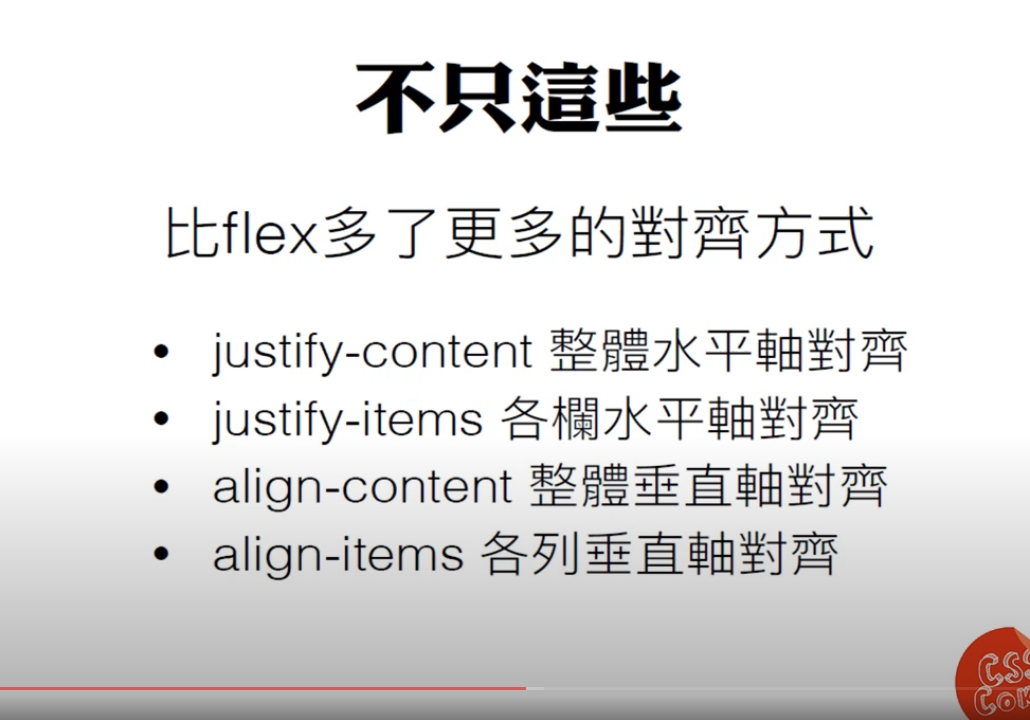 不只這些
比flex多了更多的對齊方式
• justify-content 整體水平軸對齊
• justify-items 各欄水平軸對齊
• align-content 整體垂直軸對齊
• align-items 各列垂直軸對齊